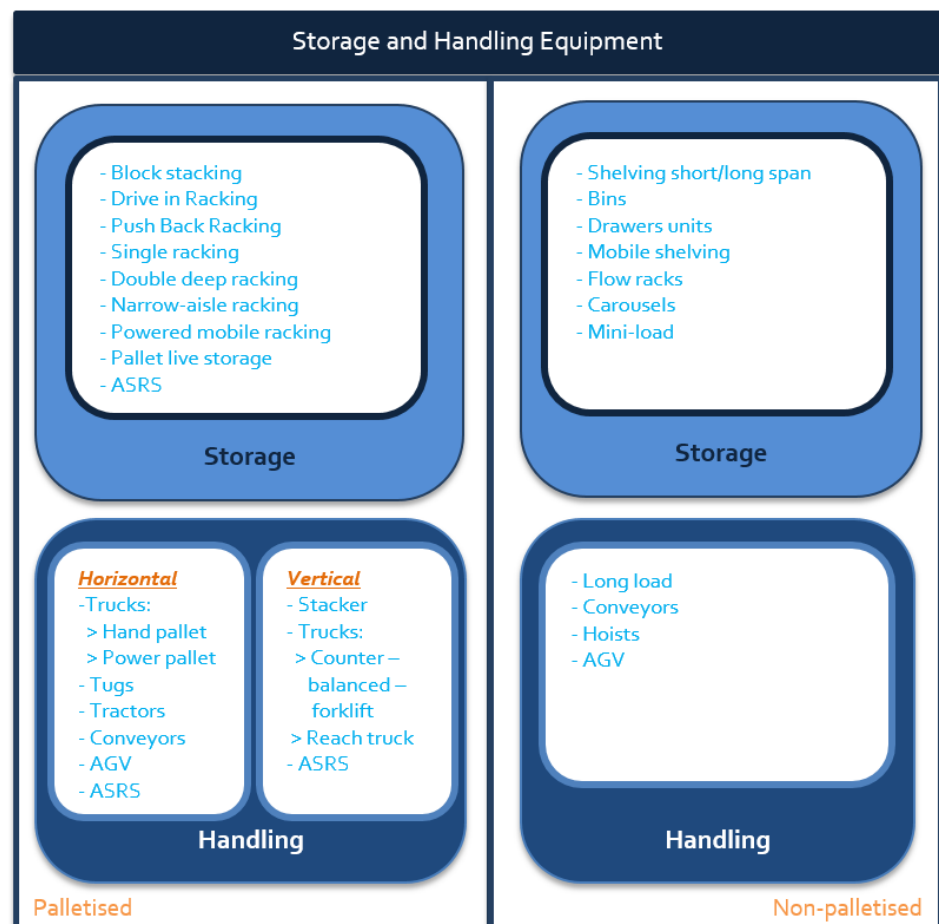 Storage and Handling Equipment
- Block stacking
- Drive in Racking
- Push Back Racking
- Single racking
- Double deep racking
- Narrow-aisle racking
- Powered mobile racking
- Pallet live storage
- ASRS
Storage
- Shelving short/long span
- Bins
- Drawers units
- Mobile shelving
- Flow racks
- Carousels
- Mini-load
Storage
Horizontal
-Trucks:
> Hand pallet
> Power pallet
- Tugs
- Tractors
- Conveyors
- AGV
- ASRS
Vertical
- Stacker
- Trucks:
> Counter –
balanced –
forklift
> Reach truck
- ASRS
Handling
- Long load
- Conveyors
- Hoists
- AGV
Handling
Palletised
Non-palletised